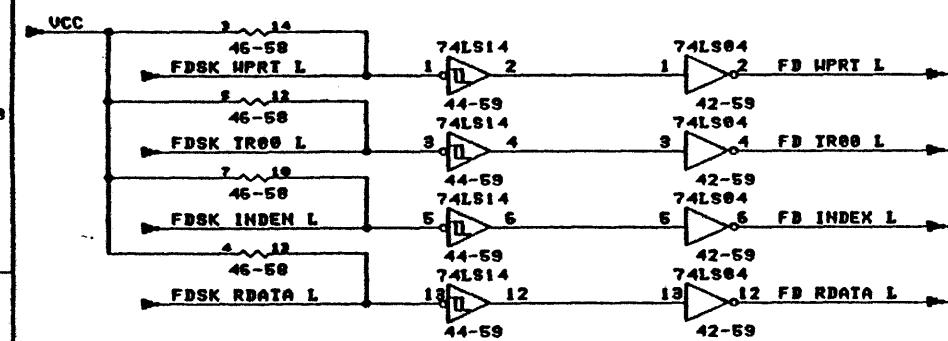 VCC
3 14
46-58
74LS14 74LS04
FDSK WPRT L 1 2 1 2 FD WPRT L
5 12
46-58
44-59 42-59
74LS14 74LS04
FDSK TR00 L 3 4 3 4 FD TR00 L
7 10
46-58
44-59 42-59
74LS14 74LS04
FDSK INDEN L 5 6 5 6 FD INDEX L
4 13
46-58
44-59 42-59
74LS14 74LS04
FDSK RDATA L 13 12 13 12 FD RDATA L
44-59 42-59